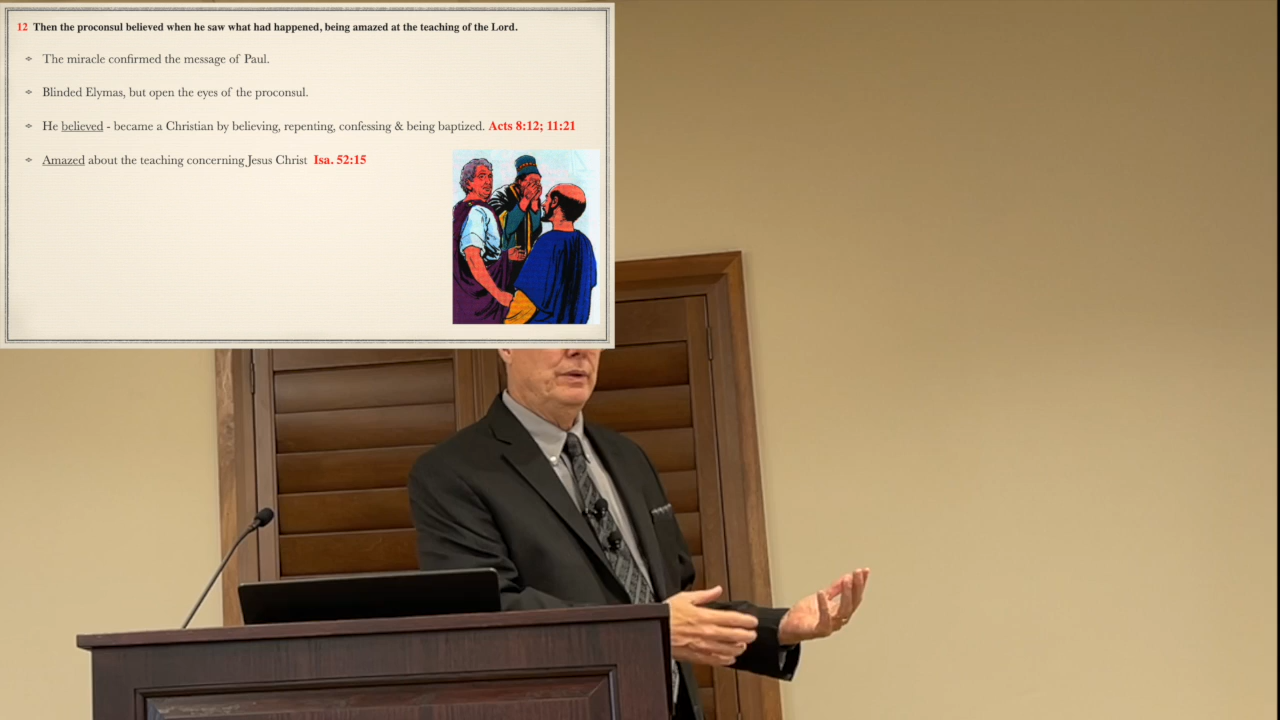 12 Then the proconsul believed when he saw what had happened, being amazed at the teaching of the Lord.
The miracle confirmed the message of Paul.
Blinded Elymas, but open the eyes of the proconsul.
He believed - became a Christian by believing, repenting, confessing & being baptized. Acts 8:12; 11:21
Amazed about the teaching concerning Jesus Christ Isa. 52:15